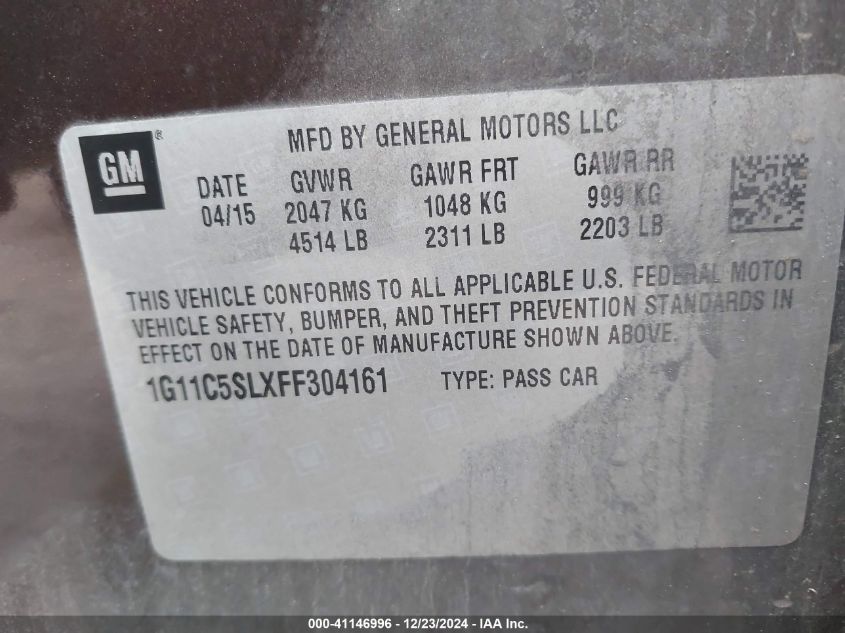 MFD BY GENERAL MOTORS LLC
GM ®
DATE GVWR GAWR FRT GAWR RR
04/15 2047 KG 1048 KG 999 KG
4514 LB 2311 LB 2203 LB
THIS VEHICLE CONFORMS TO ALL APPLICABLE U.S. FEDERAL MOTOR
VEHICLE SAFETY, BUMPER, AND THEFT PREVENTION STANDARDS IN
EFFECT ON THE DATE OF MANUFACTURE SHOWN ABOVE.
1G11C5SLXFF304161 TYPE: PASS CAR
000-41146996 - 12/23/2024 - IAA Inc.